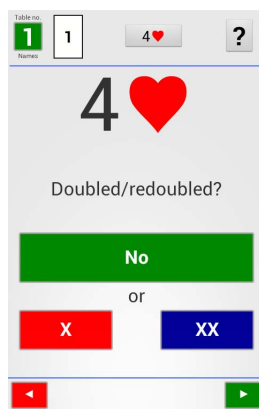 Table no.
1
Names
1
4♥
?
4♥
Doubled/redoubled?
No
or
X
XX